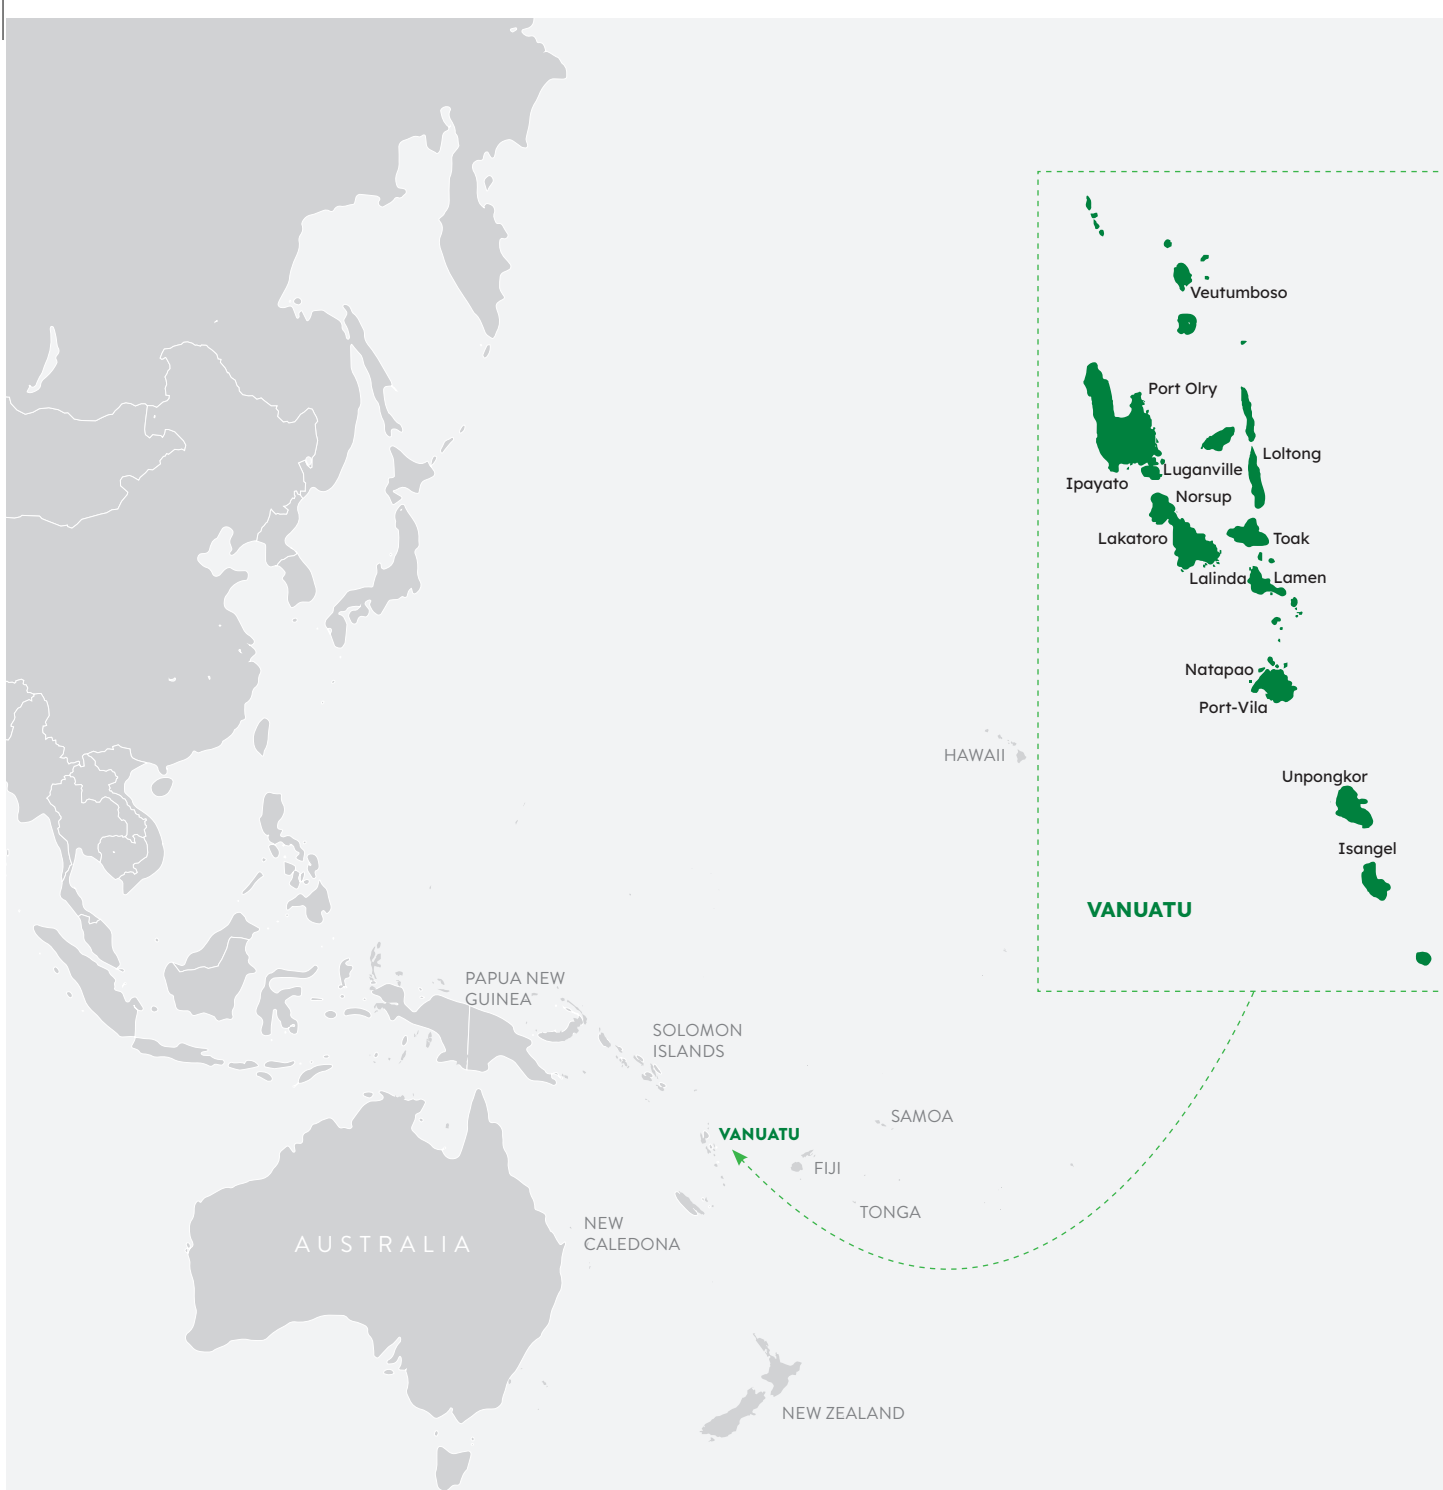 Veutumboso
Port Olry
Loltong
Luganville
Ipayato
Norsup
Lakatoro
Toak
Lalinda
Lamen
Natapao
Port-Vila
HAWAII
Unpongkor
Isangel
VANUATU
PAPUA NEW
GUINEA
SOLOMON
ISLANDS
SAMOA
VANUATU
FIJI
TONGA
NEW
CALEDONA
AUSTRALIA
NEW ZEALAND